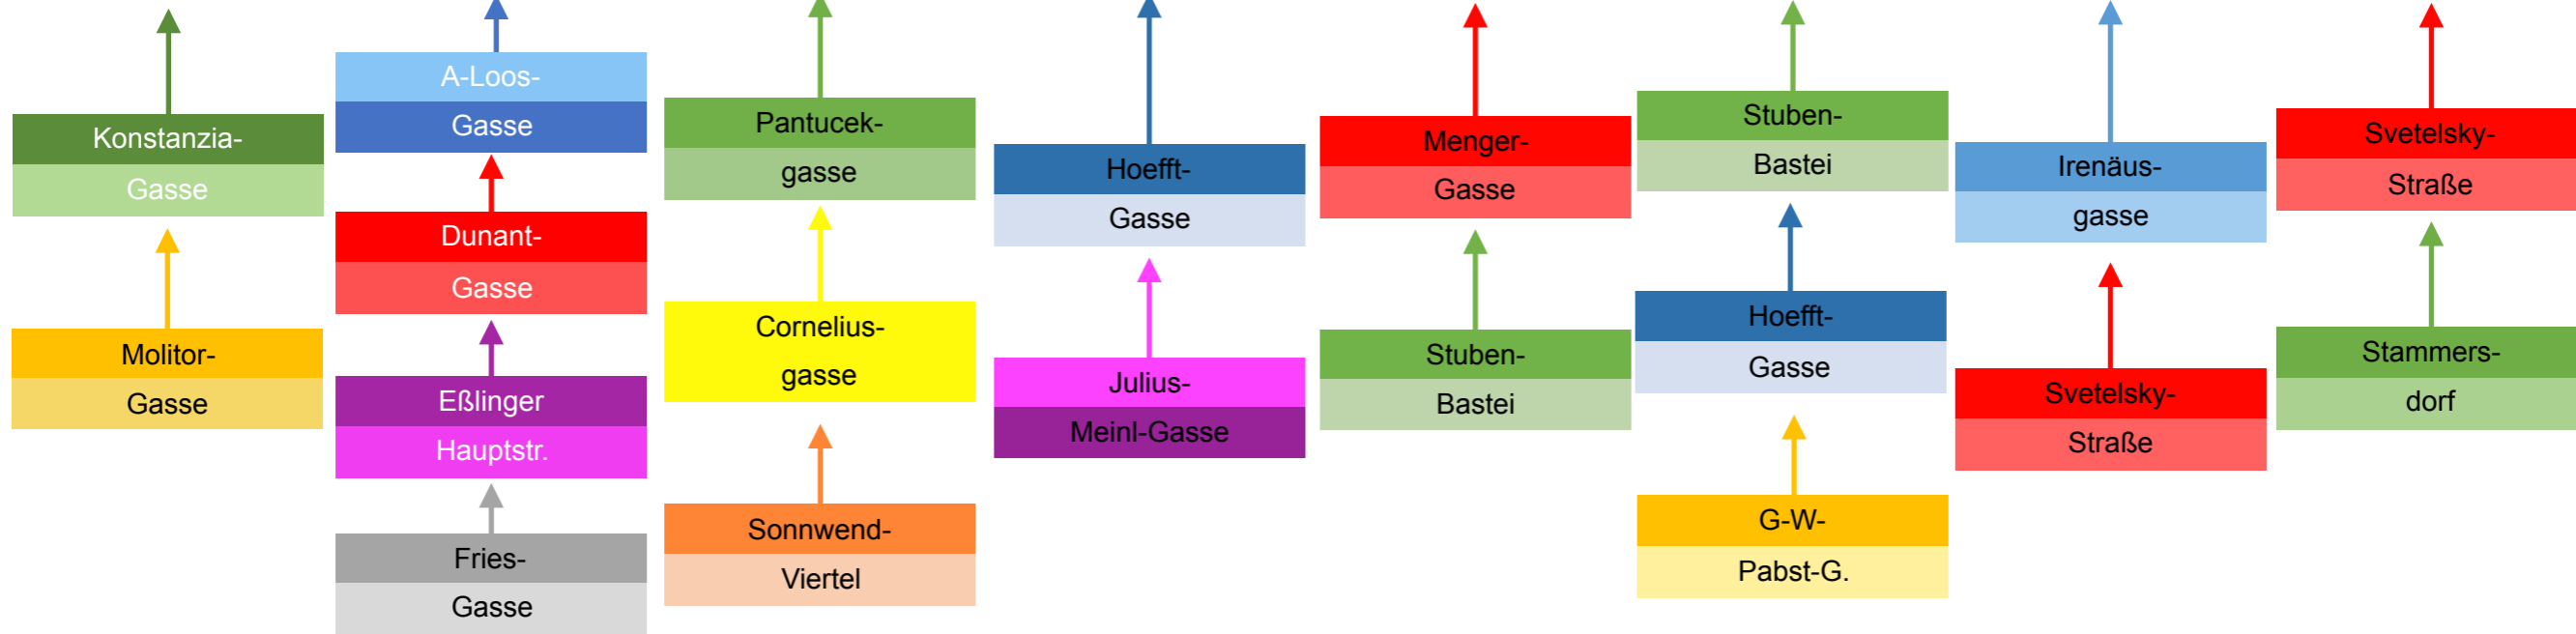 Konstanzia-
Gasse
Molitor-
Gasse
A-Loos-
Gasse
Dunant-
Gasse
Eßlinger
Hauptstr.
Fries-
Gasse
Pantucek-
gasse
Cornelius-
gasse
Sonnwend-
Viertel
Hoefft-
Gasse
Julius-
Meinl-Gasse
Menger-
Gasse
Stuben-
Bastei
Stuben-
Bastei
Hoefft-
Gasse
G-W-
Pabst-G.
Irenäus-
gasse
Svetelsky-
Straße
Svetelsky-
Straße
Stammers-
dorf